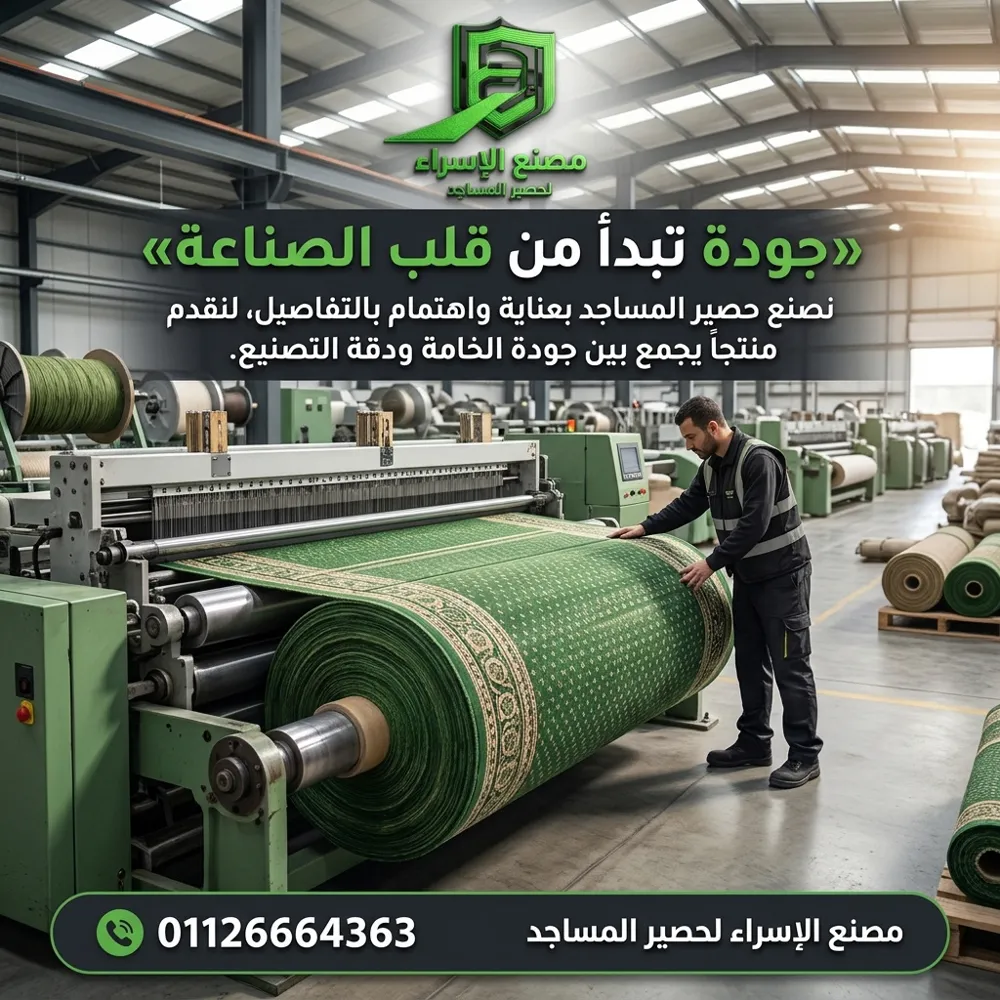 مصنع الإسراء
لحصير المساجد
«جودة تبدأ من قلب الصناعة»
نصنع حصير المساجد بعناية واهتمام بالتفاصيل، لنقدم
منتجاً يجمع بين جودة الخامة ودقة التصنيع.
01126664363
مصنع الإسراء لحصير المساجد